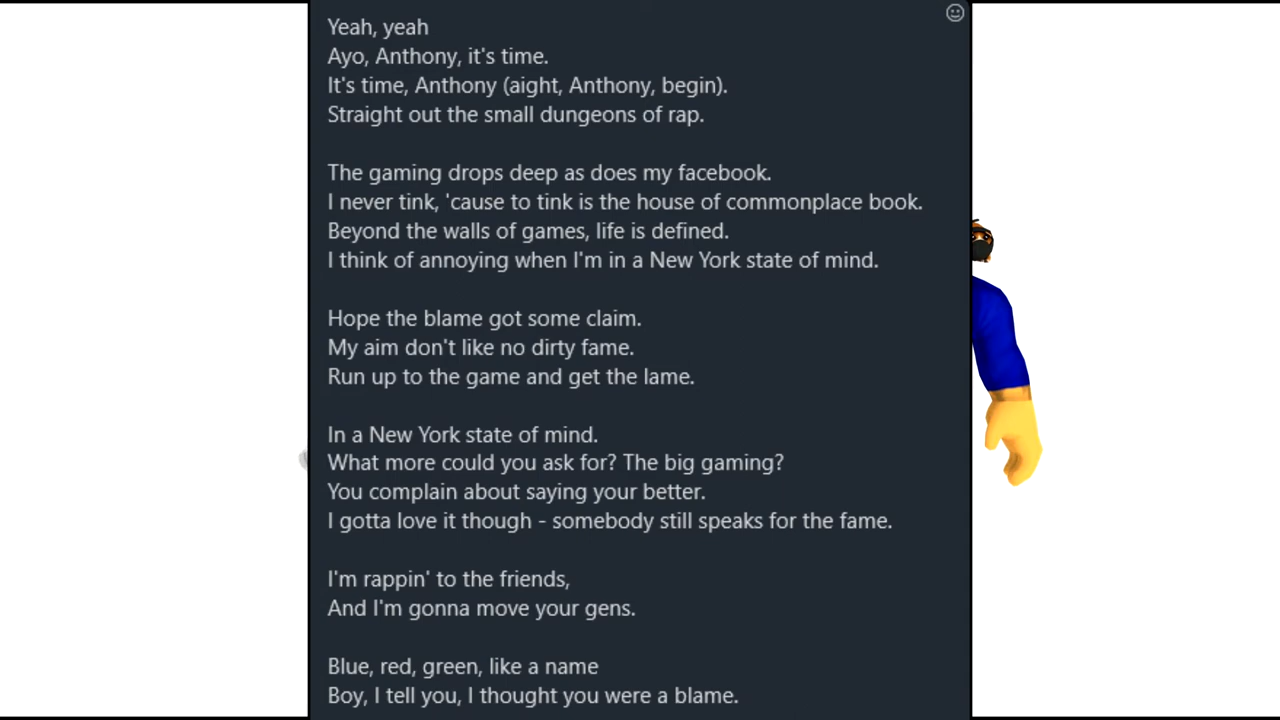 Yeah, yeah
Ayo, Anthony, it's time.
It's time, Anthony (aight, Anthony, begin).
Straight out the small dungeons of rap.
The gaming drops deep as does my facebook.
I never tink, 'cause to tink is the house of commonplace book.
Beyond the walls of games, life is defined.
I think of annoying when I'm in a New York state of mind.
Hope the blame got some claim.
My aim don't like no dirty fame.
Run up to the game and get the lame.
In a New York state of mind.
What more could you ask for? The big gaming?
You complain about saying your better.
I gotta love it though - somebody still speaks for the fame.
I'm rappin' to the friends,
And I'm gonna move your gens.
Blue, red, green, like a name
Boy, I tell you, I thought you were a blame.